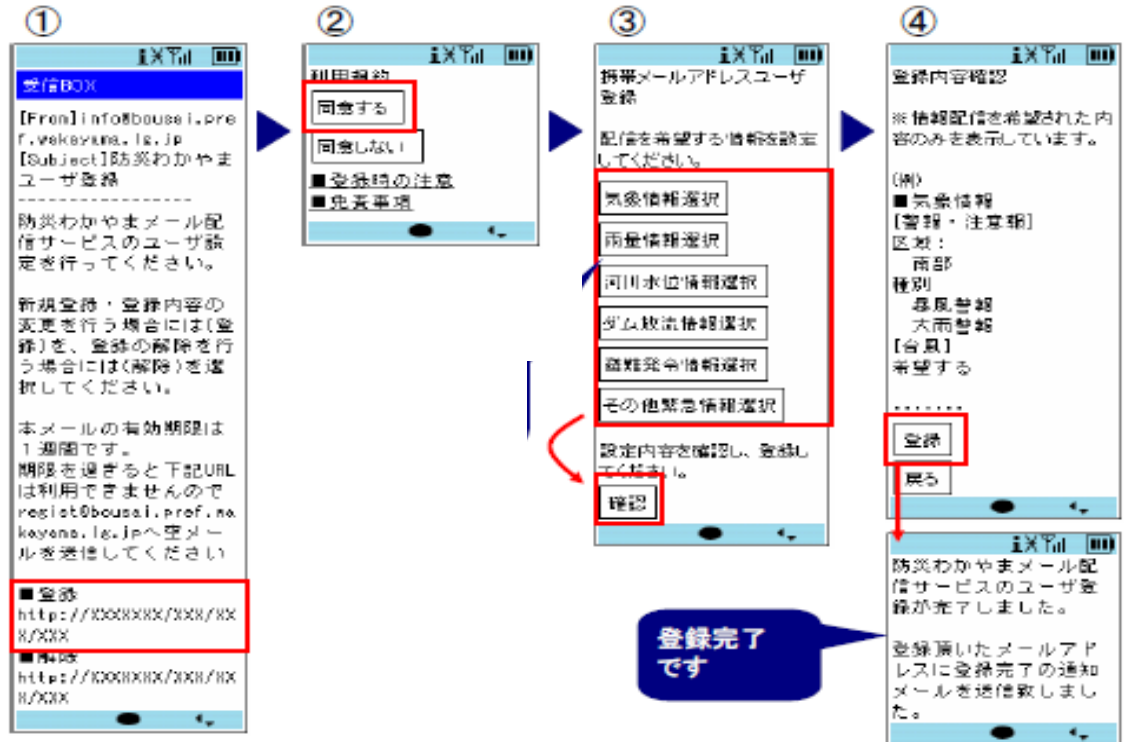 ①
受信BOX
[From]info@bousai.pre
f.wakayama.lg.jp
[Subject]防災わかやま
ユーザ登録
-----------------
防災わかやまメール配
信サービスのユーザ設
定を行ってください。
新規登録・登録内容の
変更を行う場合には(登
録)を、登録の解除を行
う場合には(解除)を選
択してください。
本メールの有効期限は
1週間です。
期限を過ぎると下記URL
は利用できませんので
regist@bousai.pref.wa
kayama.lg.jpへ空メー
ルを送信してください
■登録
http://XXXXXXX/XXX/XX
X/XXX
■解除
http://XXXXXXX/XXX/XX
X/XXX
②
利用規約
同意する
同意しない
■登録時の注意
■免責事項
③
携帯メールアドレスユーザ
登録
配信を希望する情報を設定
してください。
気象情報選択
雨量情報選択
河川水位情報選択
ダム放流情報選択
避難発令情報選択
その他緊急情報選択
設定内容を確認し、登録し
てください。
確認
④
登録内容確認
※情報配信を希望された内
容のみを表示しています。
(例)
■気象情報
[警報・注意報]
区域:
南部
種別
暴風警報
大雨警報
[台風]
希望する
・・・・・・・
登録
戻る
防災わかやまメール配
信サービスのユーザ登
録が完了しました。
登録頂いたメールアド
レスに登録完了の通知
メールを送信致しまし
た。
登録完了
です